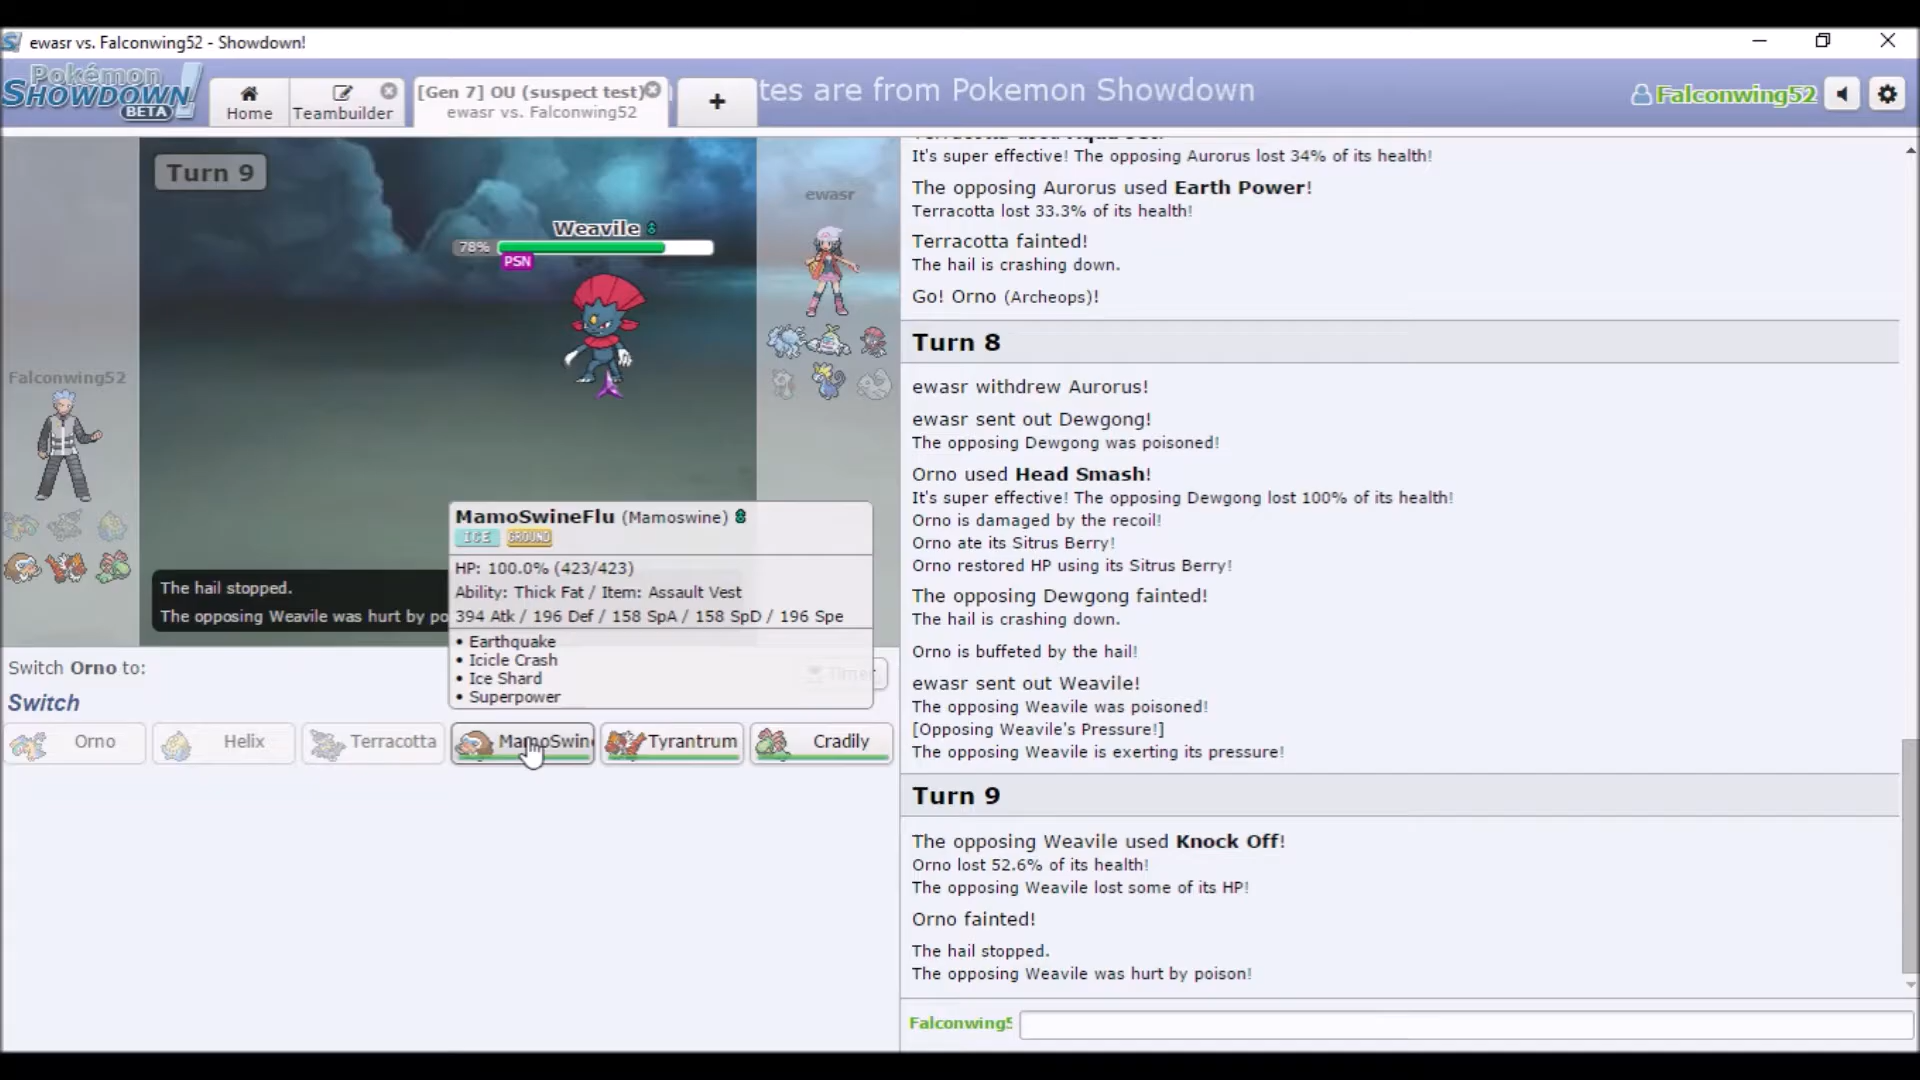 ewasr vs. Falconwing52 - Showdown!
Pokémon
SHOWDOWN!
BETA
Home
Teambuilder
[Gen 7] OU (suspect test)
ewasr vs. Falconwing52
+
tes are from Pokemon Showdown
Falconwing52
Turn 9
ewasr
Weavile
78%
PSN
Falconwing52
The hail stopped.
The opposing Weavile was hurt by po
MamoSwineFlu (Mamoswine)
ICE GROUND
HP: 100.0% (423/423)
Ability: Thick Fat / Item: Assault Vest
394 Atk / 196 Def / 158 SpA / 158 SpD / 196 Spe
• Earthquake
• Icicle Crash
• Ice Shard
• Superpower
Timer
Switch Orno to:
Switch
Orno
Helix
Terracotta
MamoSwin
Tyrantrum
Cradily
It's super effective! The opposing Aurorus lost 34% of its health!
The opposing Aurorus used Earth Power!
Terracotta lost 33.3% of its health!
Terracotta fainted!
The hail is crashing down.
Go! Orno (Archeops)!
Turn 8
ewasr withdrew Aurorus!
ewasr sent out Dewgong!
The opposing Dewgong was poisoned!
Orno used Head Smash!
It's super effective! The opposing Dewgong lost 100% of its health!
Orno is damaged by the recoil!
Orno ate its Sitrus Berry!
Orno restored HP using its Sitrus Berry!
The opposing Dewgong fainted!
The hail is crashing down.
Orno is buffeted by the hail!
ewasr sent out Weavile!
The opposing Weavile was poisoned!
[Opposing Weavile's Pressure!]
The opposing Weavile is exerting its pressure!
Turn 9
The opposing Weavile used Knock Off!
Orno lost 52.6% of its health!
The opposing Weavile lost some of its HP!
Orno fainted!
The hail stopped.
The opposing Weavile was hurt by poison!
Falconwing5